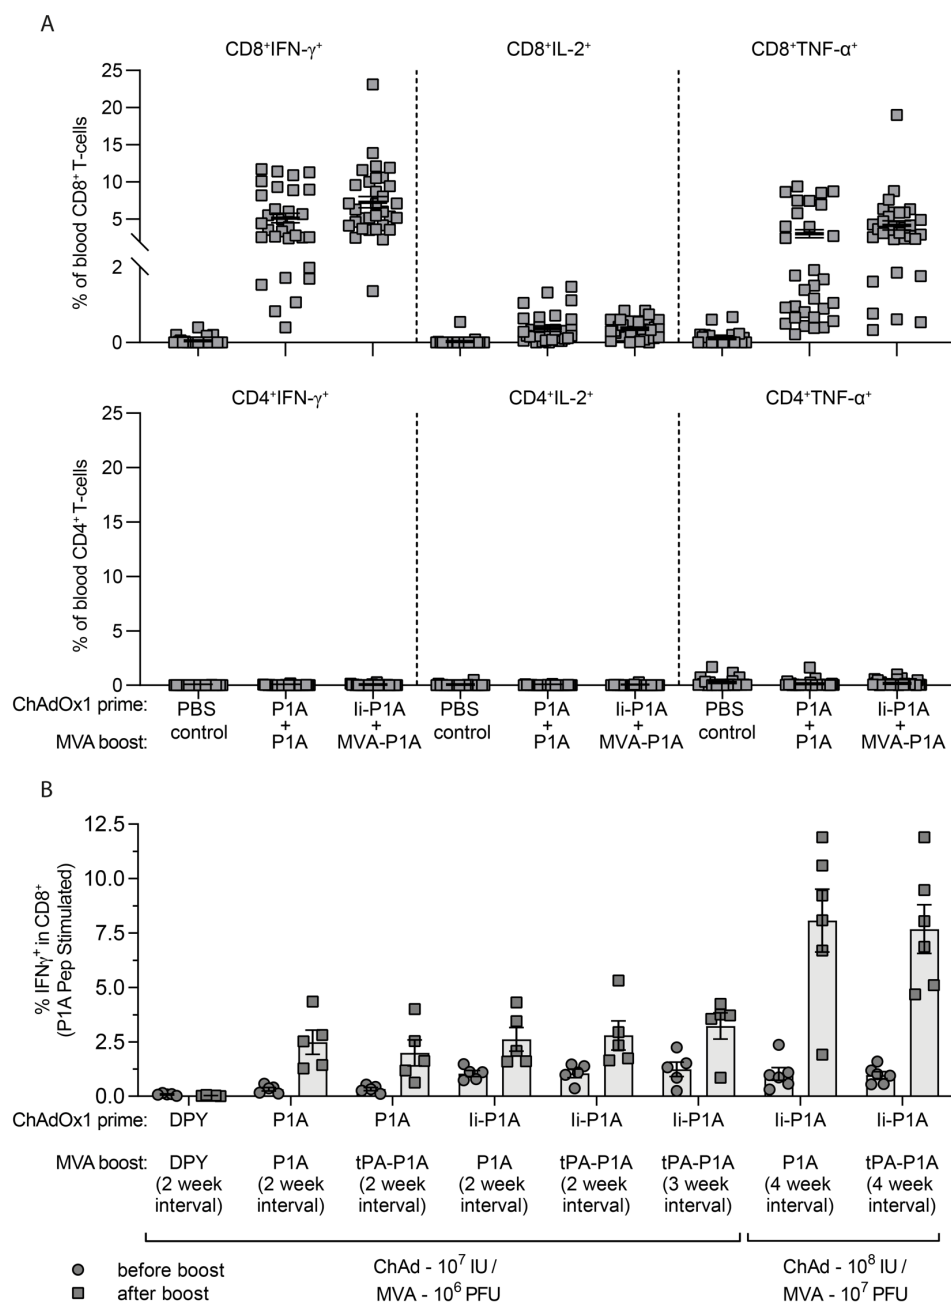 A
CD8⁺IFN-γ⁺ CD8⁺IL-2⁺ CD8⁺TNF-α⁺
% of blood CD8⁺ T-cells
25
20
15
10
5
2
0
CD4⁺IFN-γ⁺ CD4⁺IL-2⁺ CD4⁺TNF-α⁺
% of blood CD4⁺ T-cells
25
20
15
10
5
0
ChAdOx1 prime: PBS control P1A Ii-P1A PBS control P1A Ii-P1A PBS control P1A Ii-P1A
+ + + + + +
MVA boost: P1A MVA-P1A P1A MVA-P1A P1A MVA-P1A
B
% IFNγ⁺ in CD8⁺
(P1A Pep Stimulated)
12.5
10.0
7.5
5.0
2.5
0.0
ChAdOx1 prime: DPY P1A P1A Ii-P1A Ii-P1A Ii-P1A Ii-P1A Ii-P1A
MVA boost: DPY P1A tPA-P1A P1A tPA-P1A tPA-P1A P1A tPA-P1A
(2 week (2 week (2 week (2 week (2 week (3 week (4 week (4 week
interval) interval) interval) interval) interval) interval) interval) interval)
before boost
after boost
ChAd - 10⁷ IU /
MVA - 10⁶ PFU
ChAd - 10⁸ IU /
MVA - 10⁷ PFU